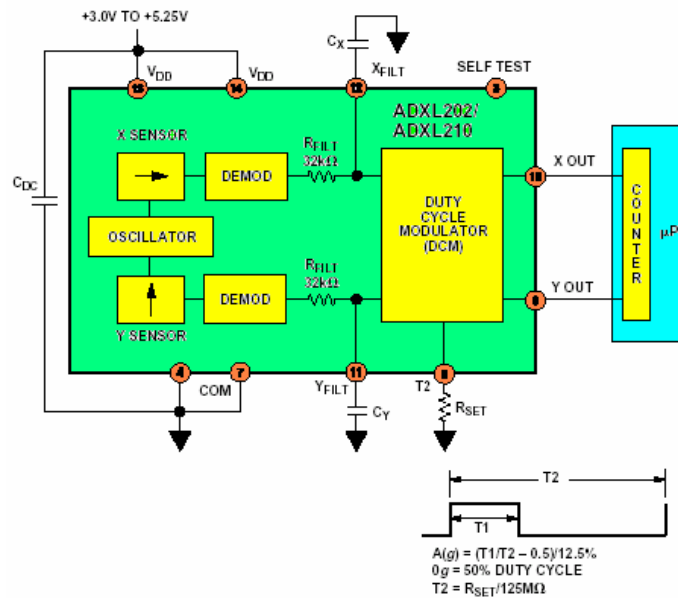 +3.0V TO +5.25V
CX
VDD
VDD
XFILT
SELF TEST
13
14
12
3
ADXL202/
ADXL210
X SENSOR
RFILT
32kΩ
DEMOD
X OUT
10
CDC
OSCILLATOR
DUTY
CYCLE
MODULATOR
(DCM)
COUNTER
µP
RFILT
32kΩ
DEMOD
Y OUT
9
Y SENSOR
4
7
11
COM
YFILT
T2
CY
RSET
T2
T1
A(g) = (T1/T2 – 0.5)/12.5%
0g = 50% DUTY CYCLE
T2 = RSET/125MΩ